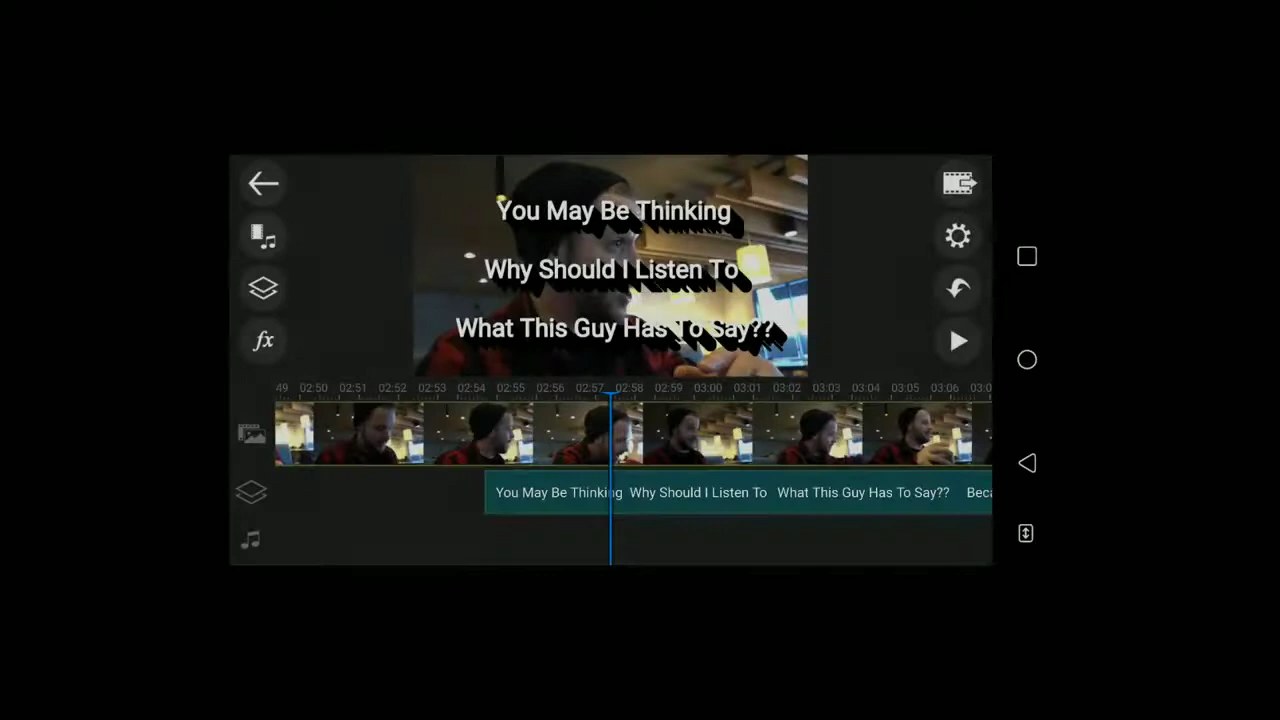 You May Be Thinking
Why Should I Listen To
What This Guy Has To Say??
fx
49 02:50 02:51 02:52 02:53 02:54 02:55 02:56 02:57 02:58 02:59 03:00 03:01 03:02 03:03 03:04 03:05 03:06 03:0
You May Be Thinking Why Should I Listen To What This Guy Has To Say?? Beca